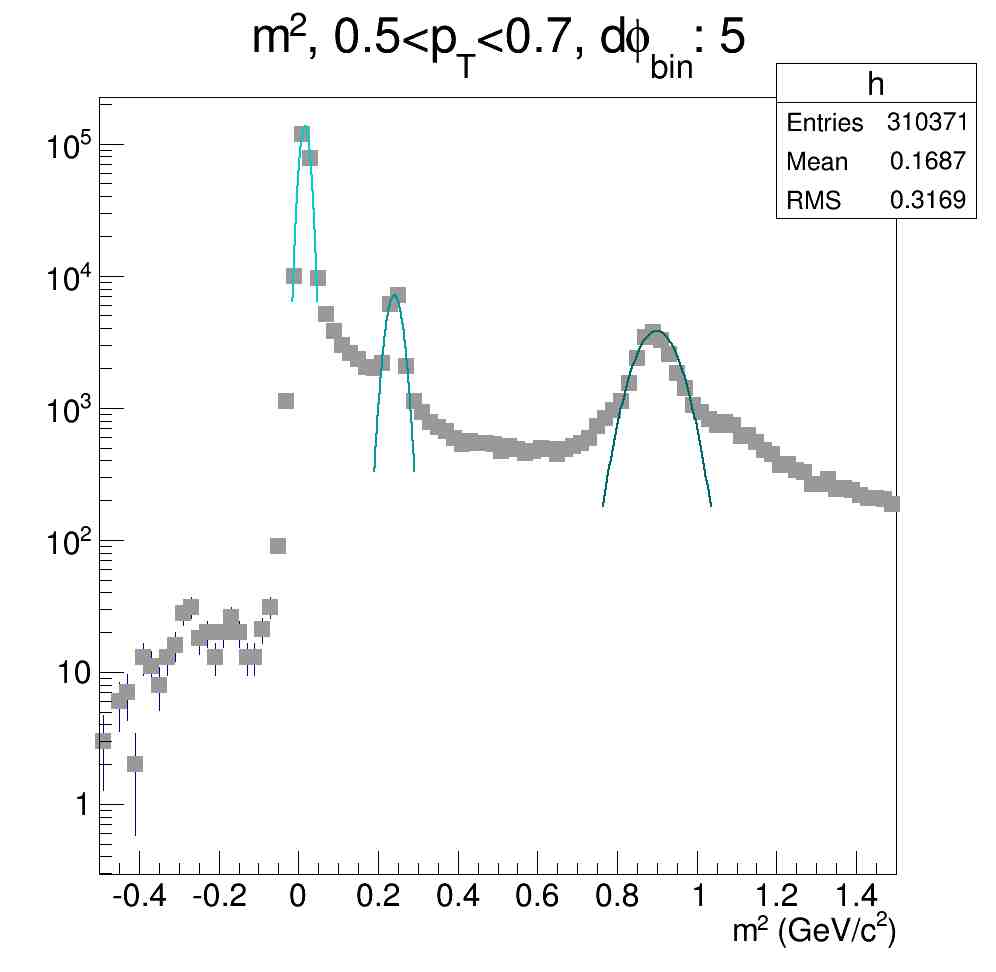 m², 0.5<p_T<0.7, dϕ_bin: 5
h
Entries 310371
Mean 0.1687
RMS 0.3169
10⁵
10⁴
10³
10²
10
1
-0.4 -0.2 0 0.2 0.4 0.6 0.8 1 1.2 1.4
m² (GeV/c²)